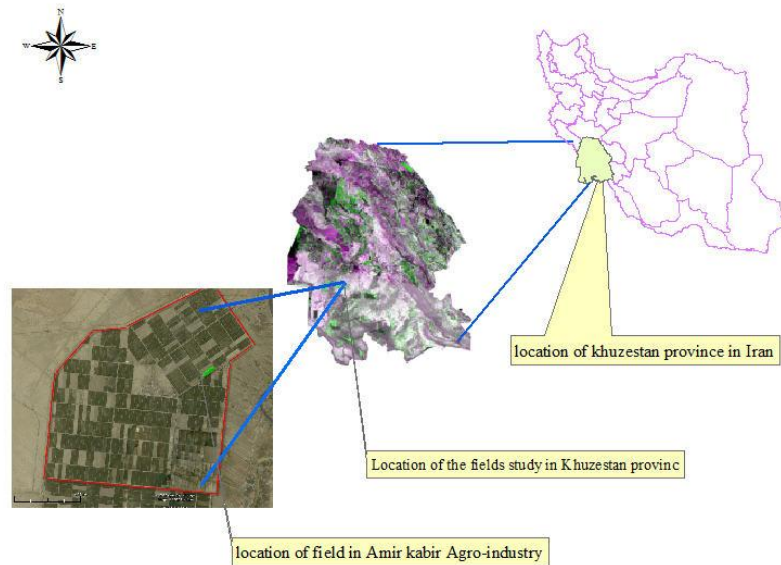 N
W E
S
location of khuzestan province in Iran
Location of the fields study in Khuzestan provinc
location of field in Amir kabir Agro-industry